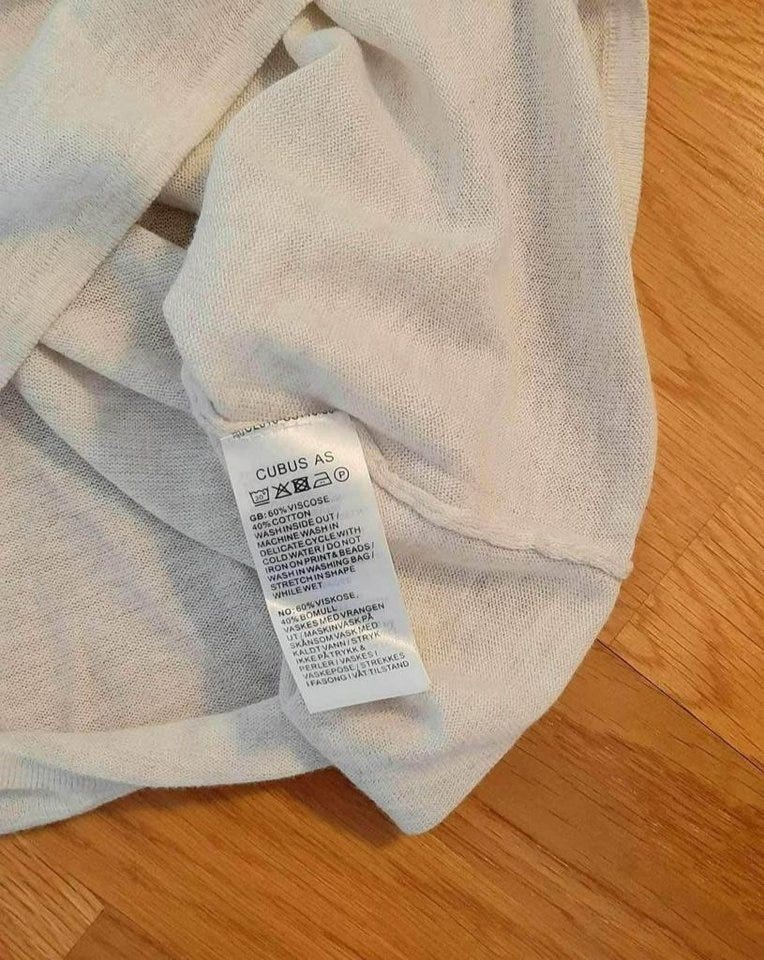 CUBUS AS
30 P
GB: 60% VISCOSE,
40% COTTON
WASH INSIDE OUT /
MACHINE WASH IN
DELICATE CYCLE WITH
COLD WATER / DO NOT
IRON ON PRINT & BEADS /
WASH IN WASHING BAG /
STRETCH IN SHAPE
WHILE WET
NO: 60% VISKOSE,
40% BOMULL
VASKES MED VRANGEN
UT / MASKINVASK PÅ
SKÅNSOM VASK MED
KALDT VANN / STRYK
IKKE PÅ TRYKK &
PERLER / VASKES I
VASKEPOSE / STREKKES
I FASONG I VÅT TILSTAND